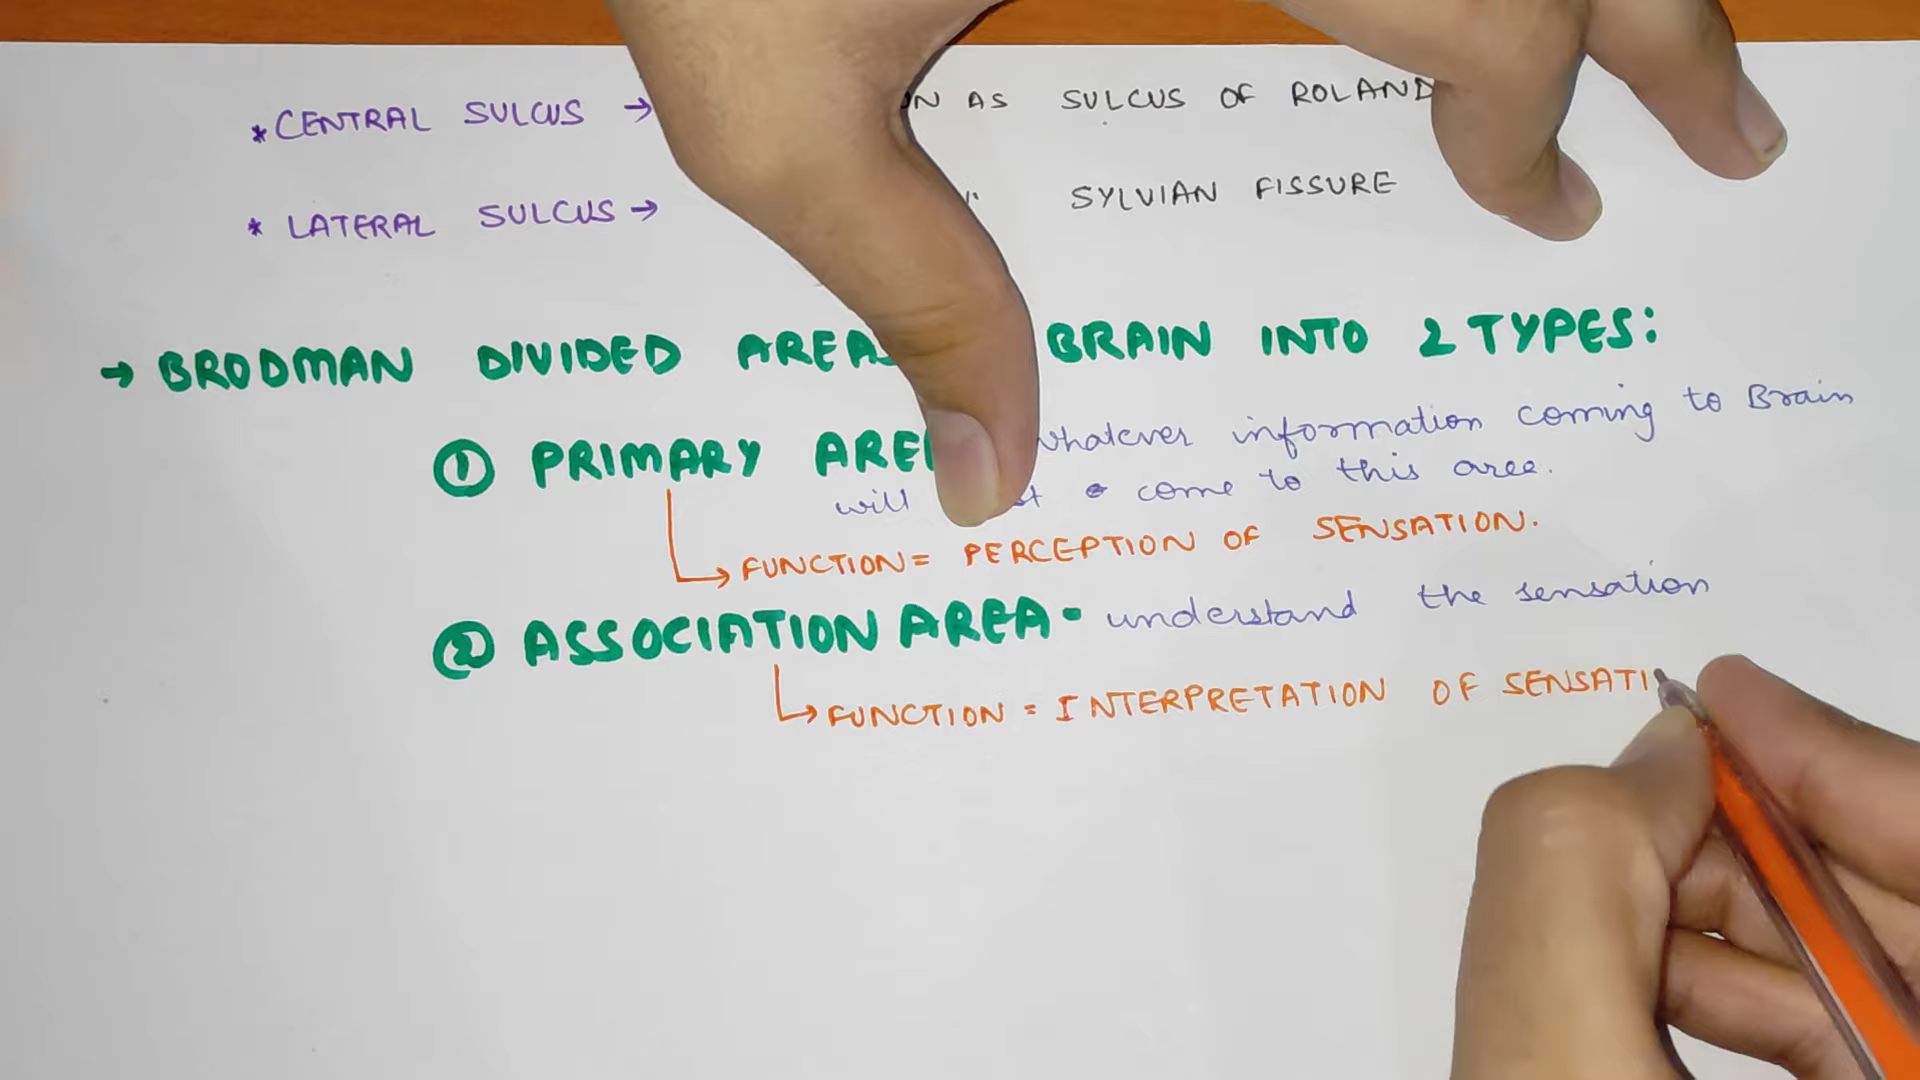 * CENTRAL SULCUS → AS SULCUS OF ROLAND
* LATERAL SULCUS → " SYLVIAN FISSURE
→ BRODMAN DIVIDED AREAS BRAIN INTO 2 TYPES:
① PRIMARY whatever information coming to Brain
will come to this area.
↳ FUNCTION = PERCEPTION OF SENSATION.
② ASSOCIATION AREA - understand the sensation
↳ FUNCTION = INTERPRETATION OF SENSATI